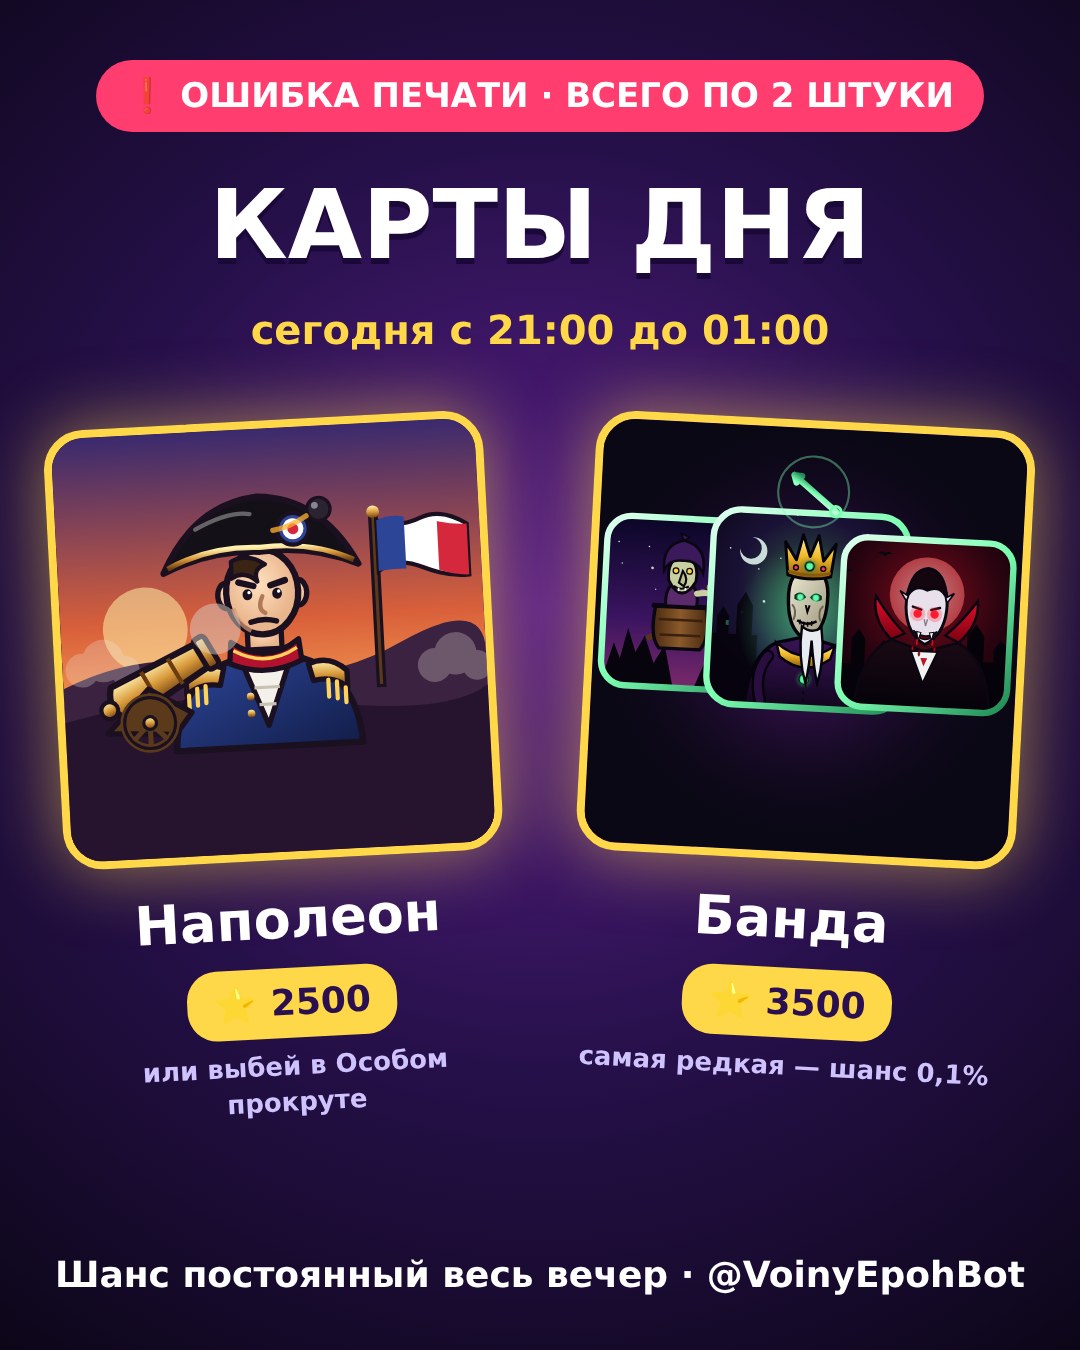 ❗ ОШИБКА ПЕЧАТИ · ВСЕГО ПО 2 ШТУКИ
КАРТЫ ДНЯ
сегодня с 21:00 до 01:00
Наполеон
⭐ 2500
или выбей в Особом
прокруте
Банда
⭐ 3500
самая редкая — шанс 0,1%
Шанс постоянный весь вечер · @VoinyEpohBot